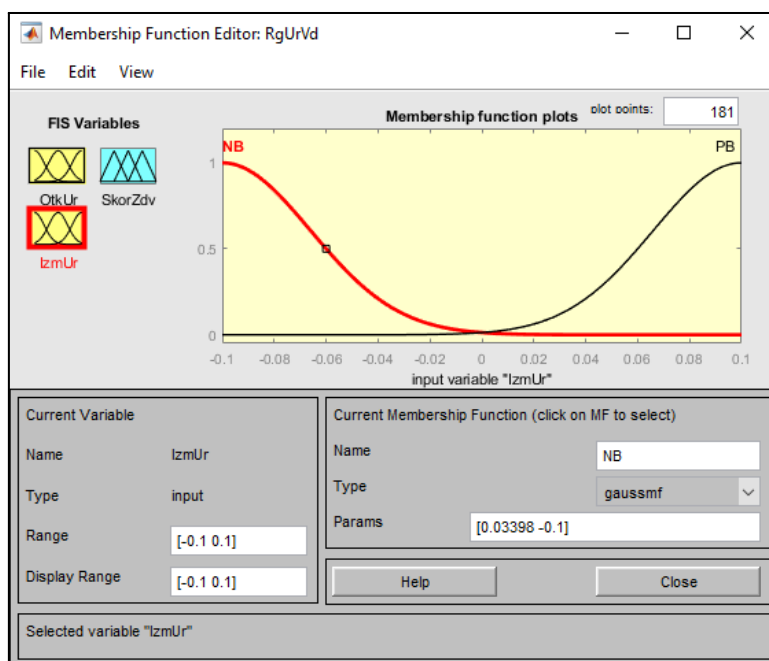 Membership Function Editor: RgUrVd
File Edit View
FIS Variables
OtkUr SkorZdv
IzmUr
Membership function plots plot points: 181
NB PB
1
0.5
0
-0.1 -0.08 -0.06 -0.04 -0.02 0 0.02 0.04 0.06 0.08 0.1
input variable "IzmUr"
Current Variable
Name IzmUr
Type input
Range [-0.1 0.1]
Display Range [-0.1 0.1]
Current Membership Function (click on MF to select)
Name NB
Type gaussmf
Params [0.03398 -0.1]
Help Close
Selected variable "IzmUr"